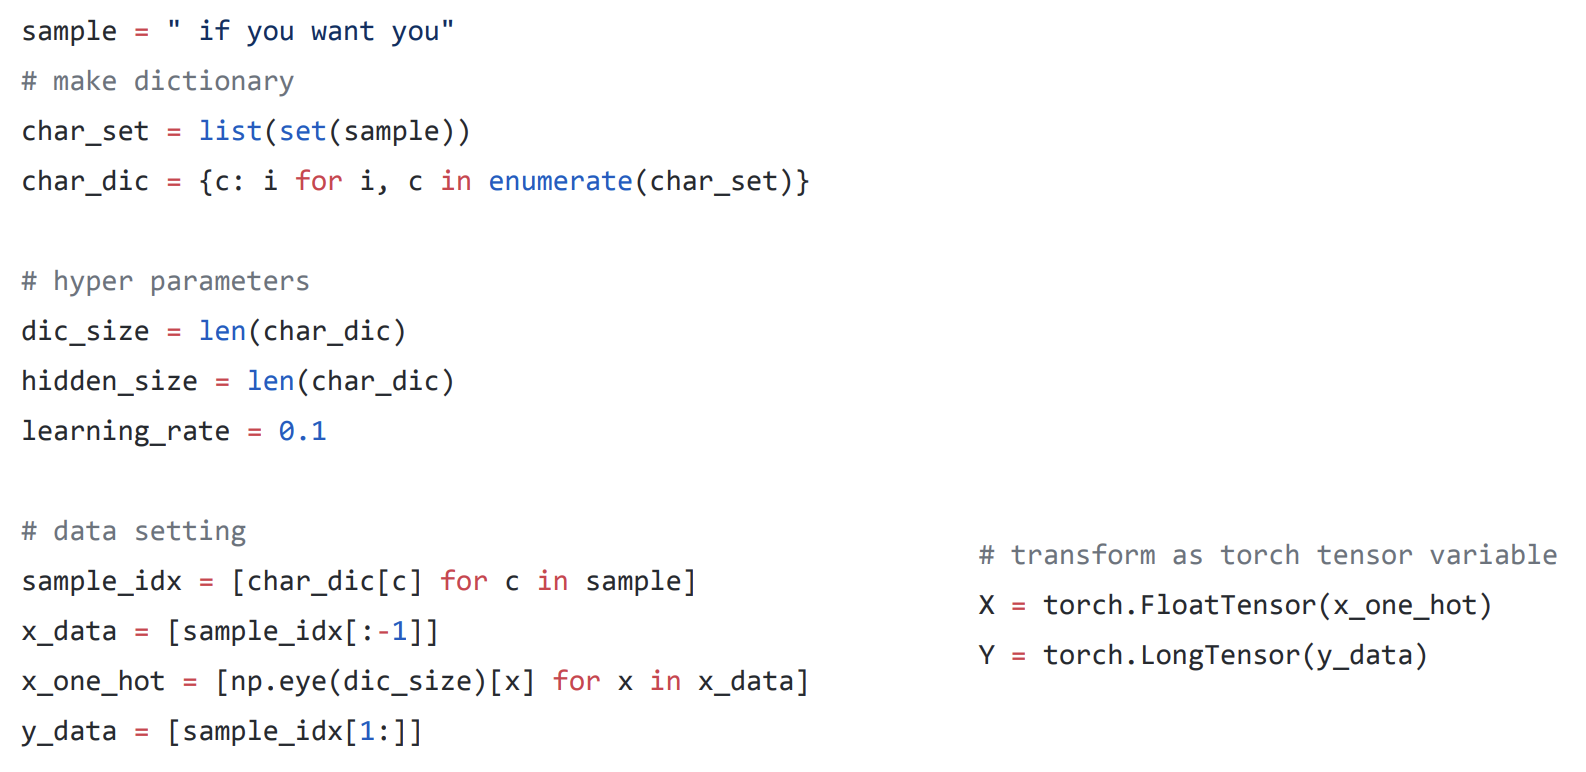 sample = " if you want you"
# make dictionary
char_set = list(set(sample))
char_dic = {c: i for i, c in enumerate(char_set)}
# hyper parameters
dic_size = len(char_dic)
hidden_size = len(char_dic)
learning_rate = 0.1
# data setting
sample_idx = [char_dic[c] for c in sample]
x_data = [sample_idx[:-1]]
x_one_hot = [np.eye(dic_size)[x] for x in x_data]
y_data = [sample_idx[1:]]
# transform as torch tensor variable
X = torch.FloatTensor(x_one_hot)
Y = torch.LongTensor(y_data)